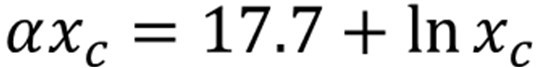 αx_c = 17.7 + ln x_c